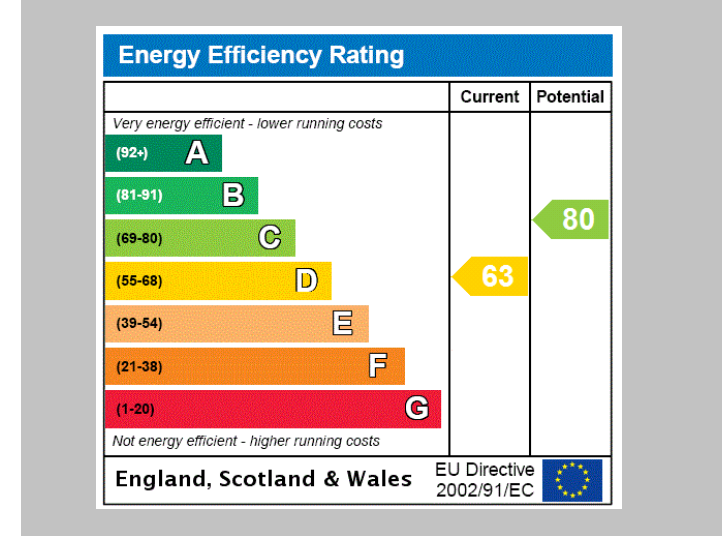 Energy Efficiency Rating
Current Potential
Very energy efficient - lower running costs
(92+) A
(81-91) B
(69-80) C
80
(55-68) D
63
(39-54) E
(21-38) F
(1-20) G
Not energy efficient - higher running costs
England, Scotland & Wales
EU Directive
2002/91/EC